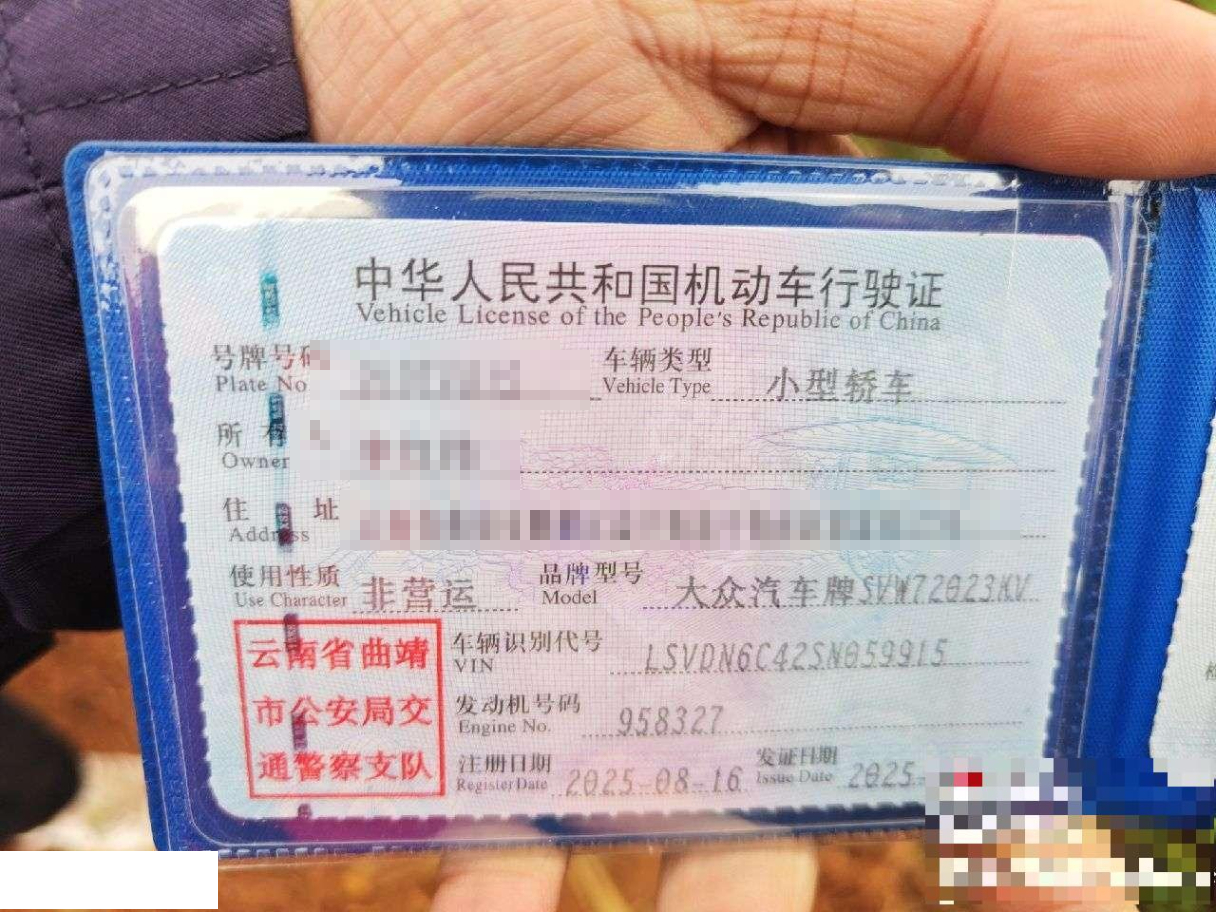 中华人民共和国机动车行驶证
Vehicle License of the People's Republic of China
号牌号码 车辆类型 小型轿车
Plate No Vehicle Type
所有
Owner
住 址
Address
使用性质 非营运 品牌型号 大众汽车牌SVW72023KV
Use Character Model
云南省曲靖
市公安局交
通警察支队
车辆识别代号 LSVDN6C42SN059915
VIN
发动机号码 958327
Engine No.
注册日期 2025-08-16 发证日期 2025-
Register Date Issue Date